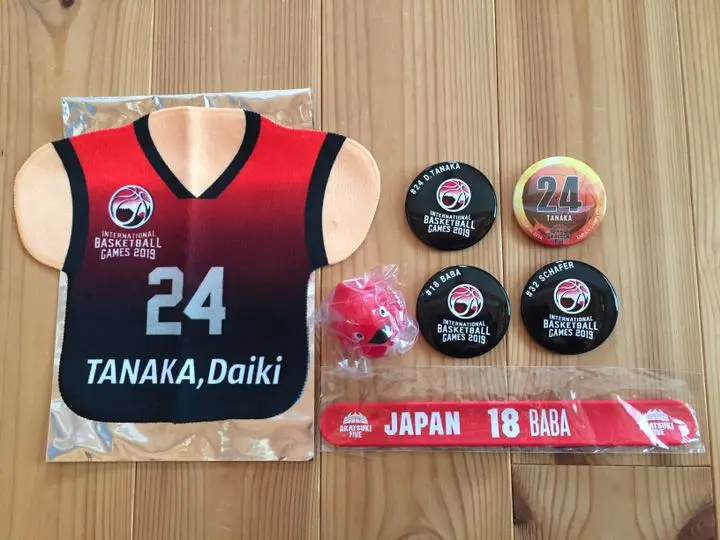 INTERNATIONAL
BASKETBALL
GAMES 2019
24
TANAKA,Daiki
#24 D.TANAKA
INTERNATIONAL
BASKETBALL
GAMES 2019
24
TANAKA
#18 BABA
INTERNATIONAL
BASKETBALL
GAMES 2019
#32 SCHAFER
INTERNATIONAL
BASKETBALL
GAMES 2019
AKATSUKI
FIVE
JAPAN 18 BABA
AKATSUKI
FIVE